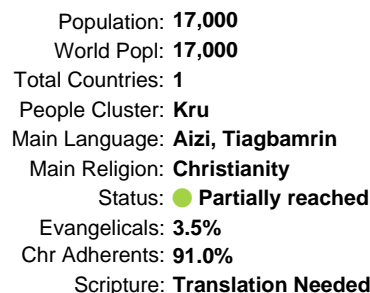 Population: 17,000
World Popl: 17,000
Total Countries: 1
People Cluster: Kru
Main Language: Aizi, Tiagbamrin
Main Religion: Christianity
Status: Partially reached
Evangelicals: 3.5%
Chr Adherents: 91.0%
Scripture: Translation Needed